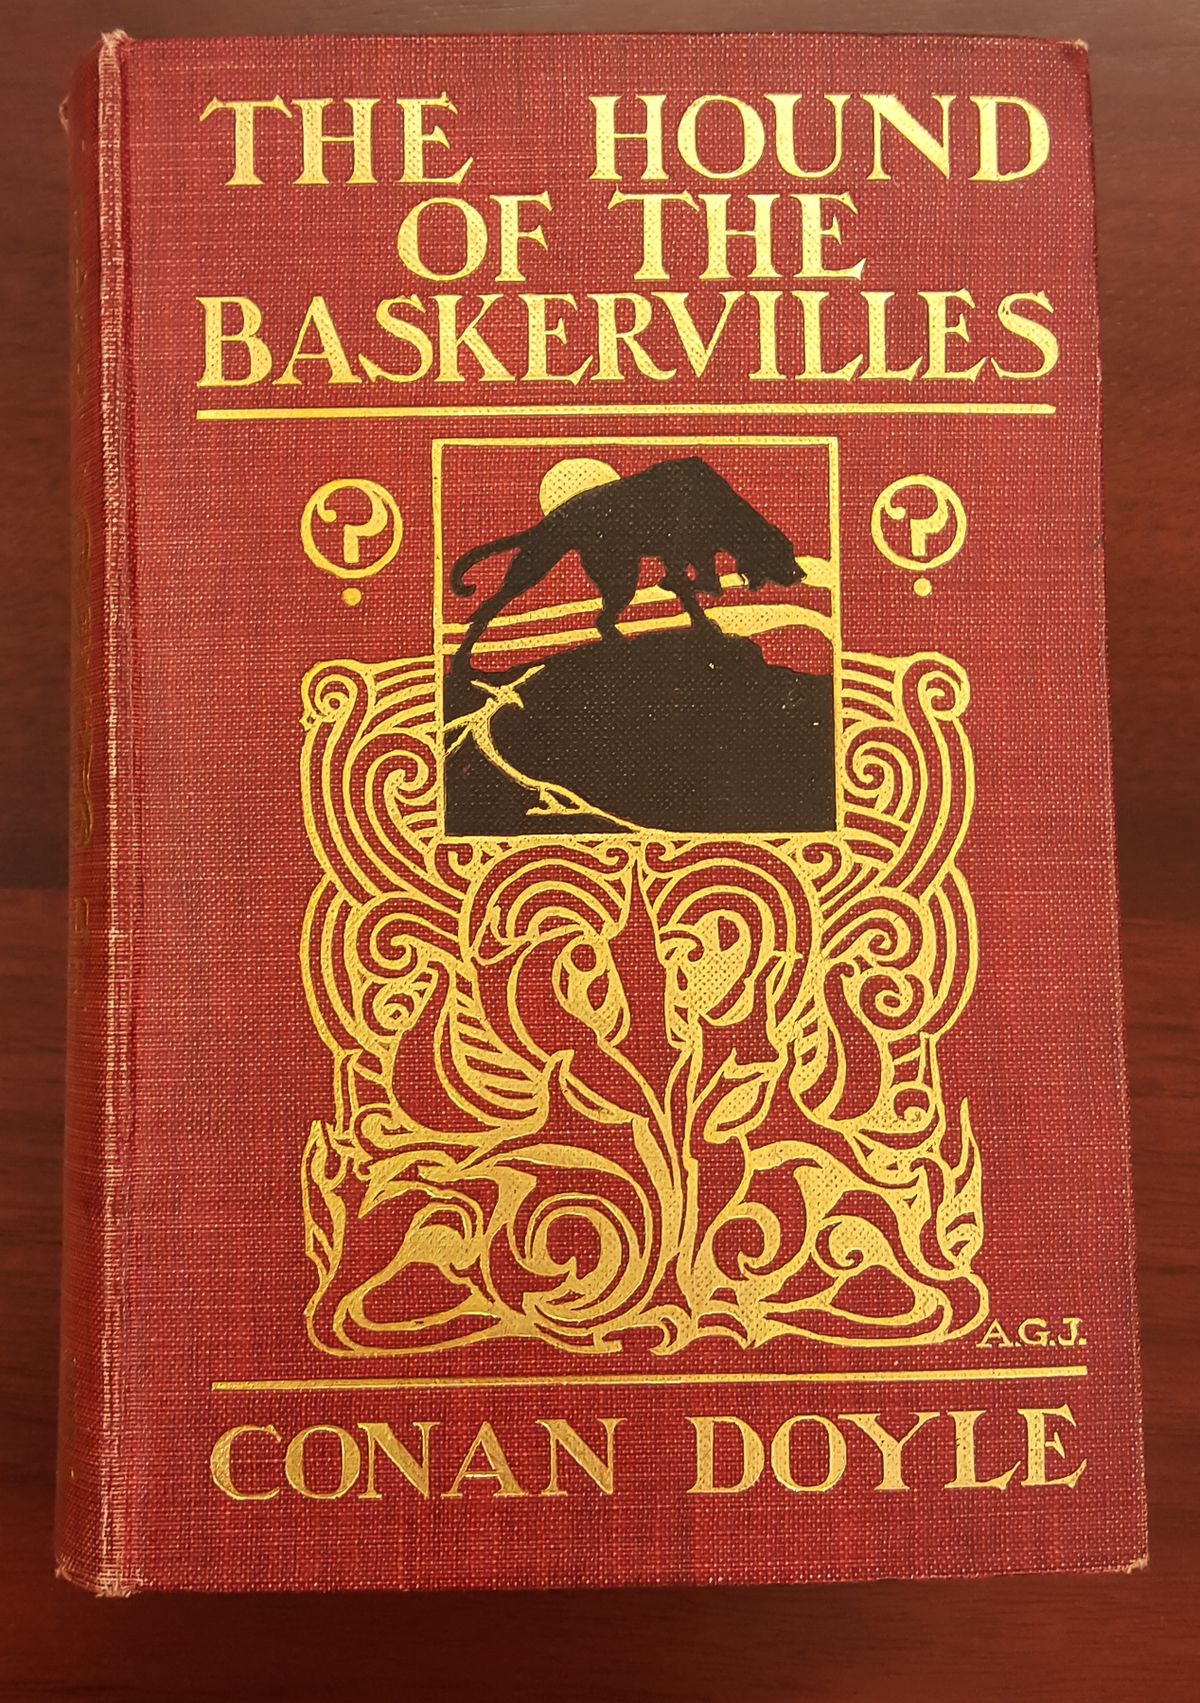 THE HOUND
OF THE
BASKERVILLES
? ?
A.G.J.
CONAN DOYLE